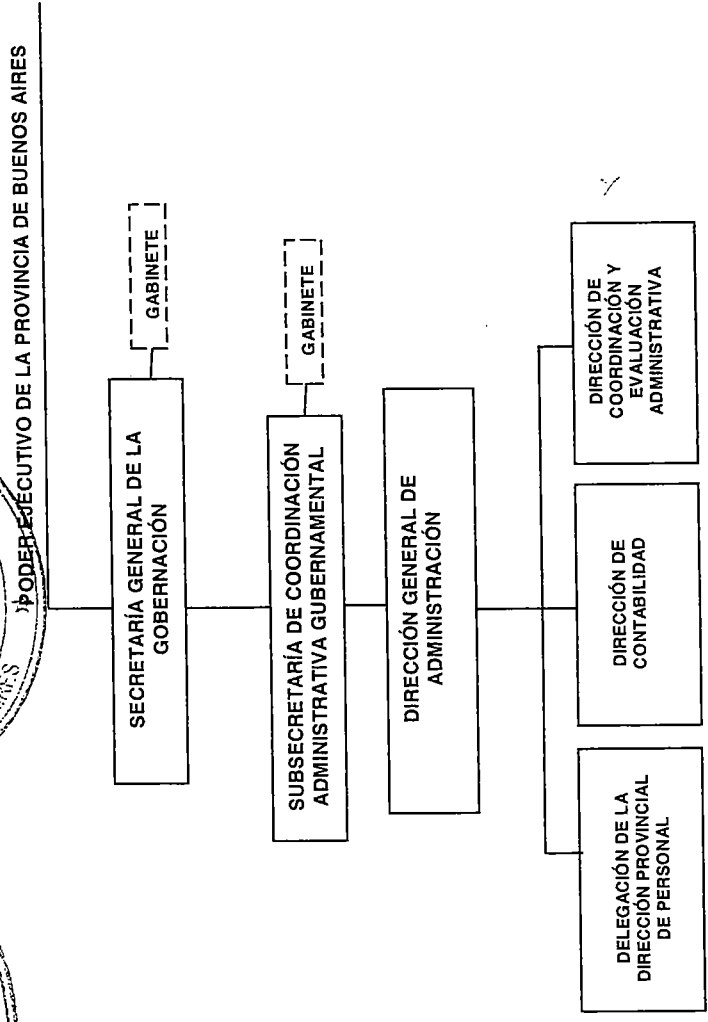 PODER EJECUTIVO DE LA PROVINCIA DE BUENOS AIRES
SECRETARÍA GENERAL DE LA
GOBERNACIÓN
GABINETE
SUBSECRETARÍA DE COORDINACIÓN
ADMINISTRATIVA GUBERNAMENTAL
GABINETE
DIRECCIÓN GENERAL DE
ADMINISTRACIÓN
DELEGACIÓN DE LA
DIRECCIÓN PROVINCIAL
DE PERSONAL
DIRECCIÓN DE
CONTABILIDAD
DIRECCIÓN DE
COORDINACIÓN Y
EVALUACIÓN
ADMINISTRATIVA